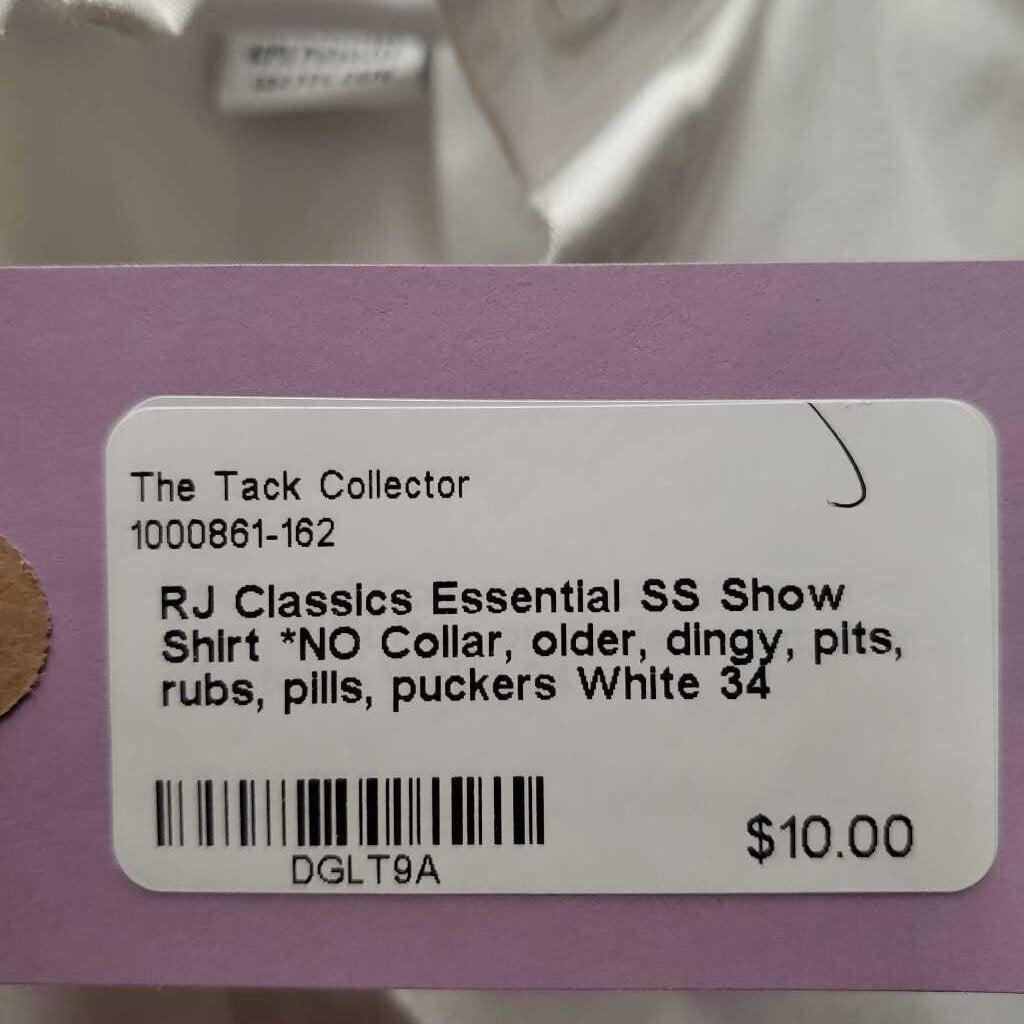 The Tack Collector
1000861-162
RJ Classics Essential SS Show
Shirt *NO Collar, older, dingy, pits,
rubs, pills, puckers White 34
DGLT9A
$10.00